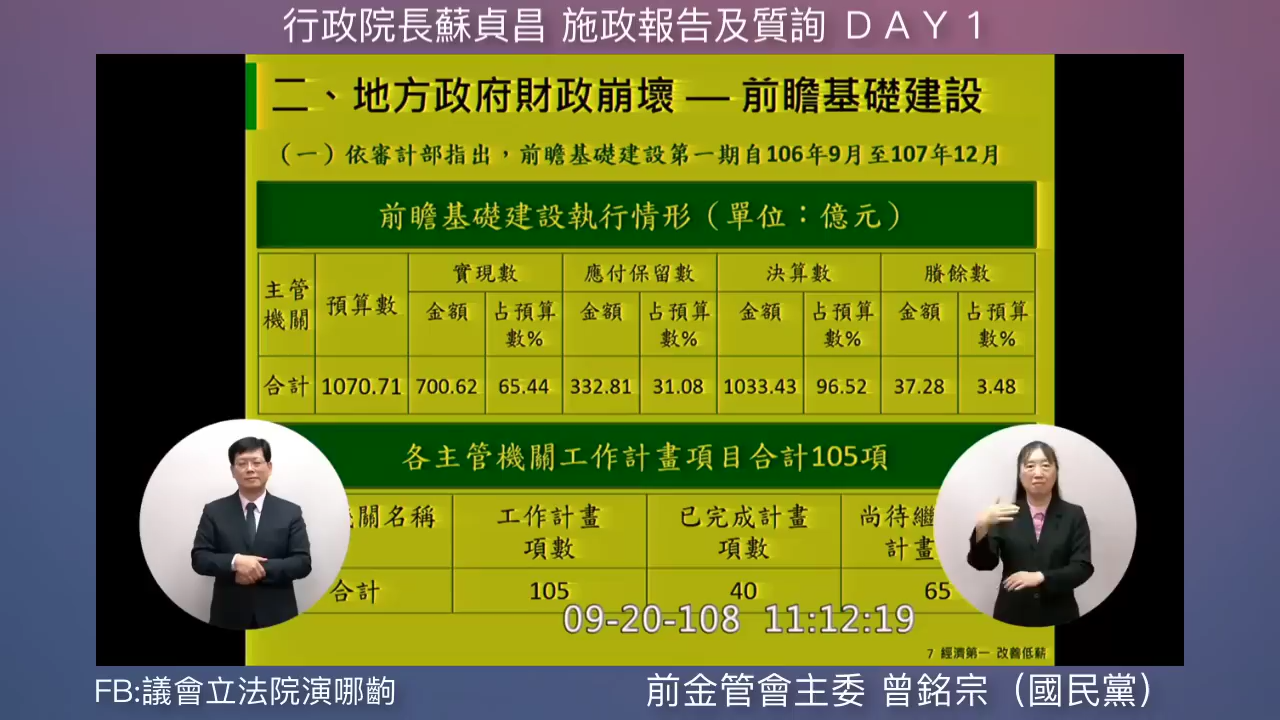 行政院長蘇貞昌 施政報告及質詢 ＤＡＹ１
二、地方政府財政崩壞 — 前瞻基礎建設
（一）依審計部指出，前瞻基礎建設第一期自106年9月至107年12月
前瞻基礎建設執行情形（單位：億元）
主管機關 預算數 實現數 應付保留數 決算數 賸餘數
金額 占預算數% 金額 占預算數% 金額 占預算數% 金額 占預算數%
合計 1070.71 700.62 65.44 332.81 31.08 1033.43 96.52 37.28 3.48
各主管機關工作計畫項目合計105項
關名稱 工作計畫項數 已完成計畫項數 尚待繼 計畫
合計 105 40 65
09-20-108 11:12:19
7 經濟第一 改善低薪
FB:議會立法院演哪齣
前金管會主委 曾銘宗（國民黨）